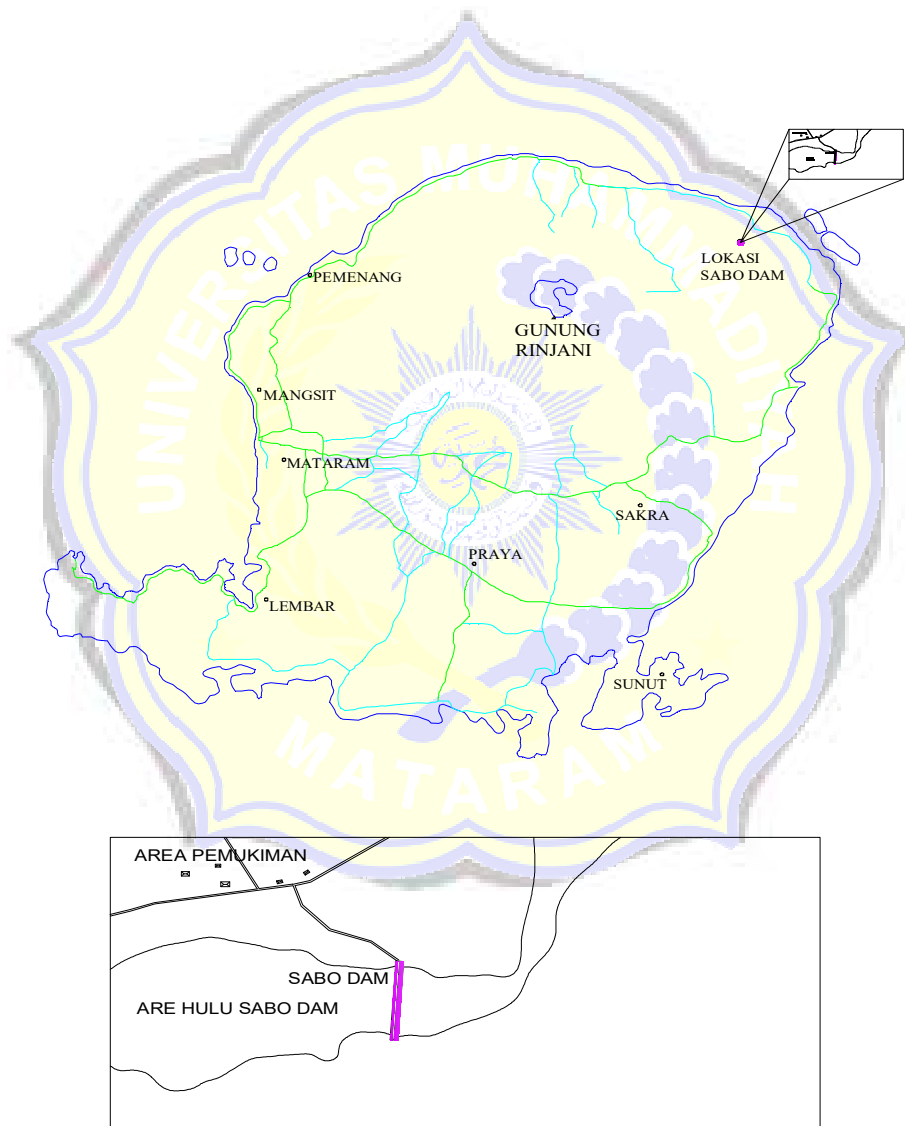 UNIVERSITAS MUHAMMADIYAH
LOKASI
SABO DAM
PEMENANG
GUNUNG
RINJANI
MANGSIT
MATARAM
SAKRA
PRAYA
LEMBAR
SUNUT
MATARAM
AREA PEMUKIMAN
SABO DAM
ARE HULU SABO DAM